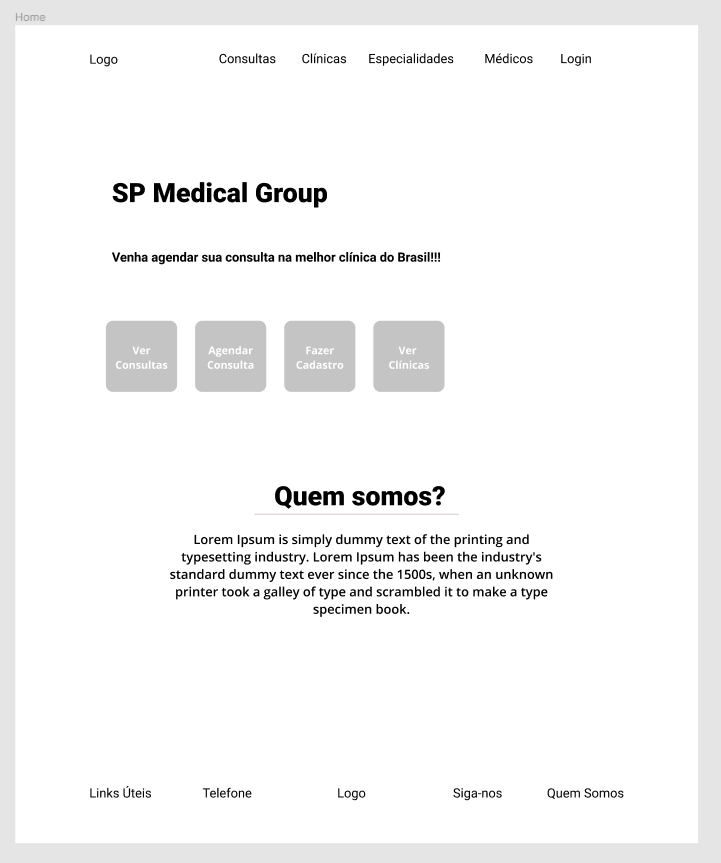 Home
Logo Consultas Clínicas Especialidades Médicos Login
SP Medical Group
Venha agendar sua consulta na melhor clínica do Brasil!!!
Ver Consultas
Agendar Consulta
Fazer Cadastro
Ver Clínicas
Quem somos?
Lorem Ipsum is simply dummy text of the printing and
typesetting industry. Lorem Ipsum has been the industry's
standard dummy text ever since the 1500s, when an unknown
printer took a galley of type and scrambled it to make a type
specimen book.
Links Úteis Telefone Logo Siga-nos Quem Somos